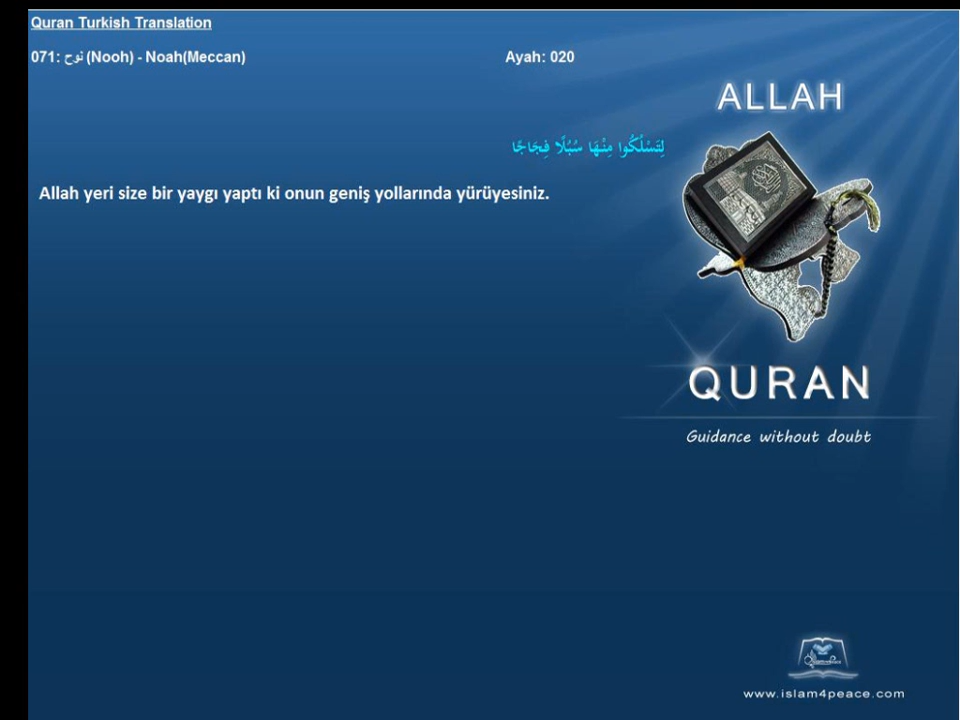 Quran Turkish Translation
071: نوح (Nooh) - Noah(Meccan) Ayah: 020
ALLAH
لِتَسْلُكُوا مِنْهَا سُبُلًا فِجَاجًا
Allah yeri size bir yaygı yaptı ki onun geniş yollarında yürüyesiniz.
QURAN
Guidance without doubt
www.islam4peace.com